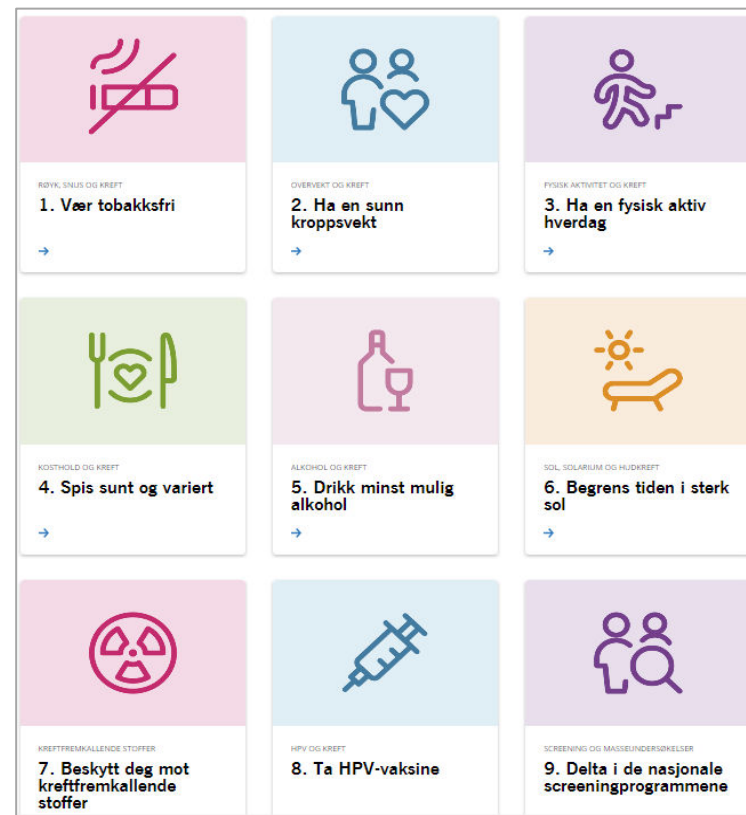 RØYK, SNUS OG KREFT
1. Vær tobakksfri
→
OVERVEKT OG KREFT
2. Ha en sunn
kroppsvekt
→
FYSISK AKTIVITET OG KREFT
3. Ha en fysisk aktiv
hverdag
→
KOSTHOLD OG KREFT
4. Spis sunt og variert
→
ALKOHOL OG KREFT
5. Drikk minst mulig
alkohol
→
SOL, SOLARIUM OG HUDKREFT
6. Begrens tiden i sterk
sol
→
KREFTFREMKALLENDE STOFFER
7. Beskytt deg mot
kreftfremkallende
stoffer
HPV OG KREFT
8. Ta HPV-vaksine
SCREENING OG MASSEUNDERSØKELSER
9. Delta i de nasjonale
screeningprogrammene